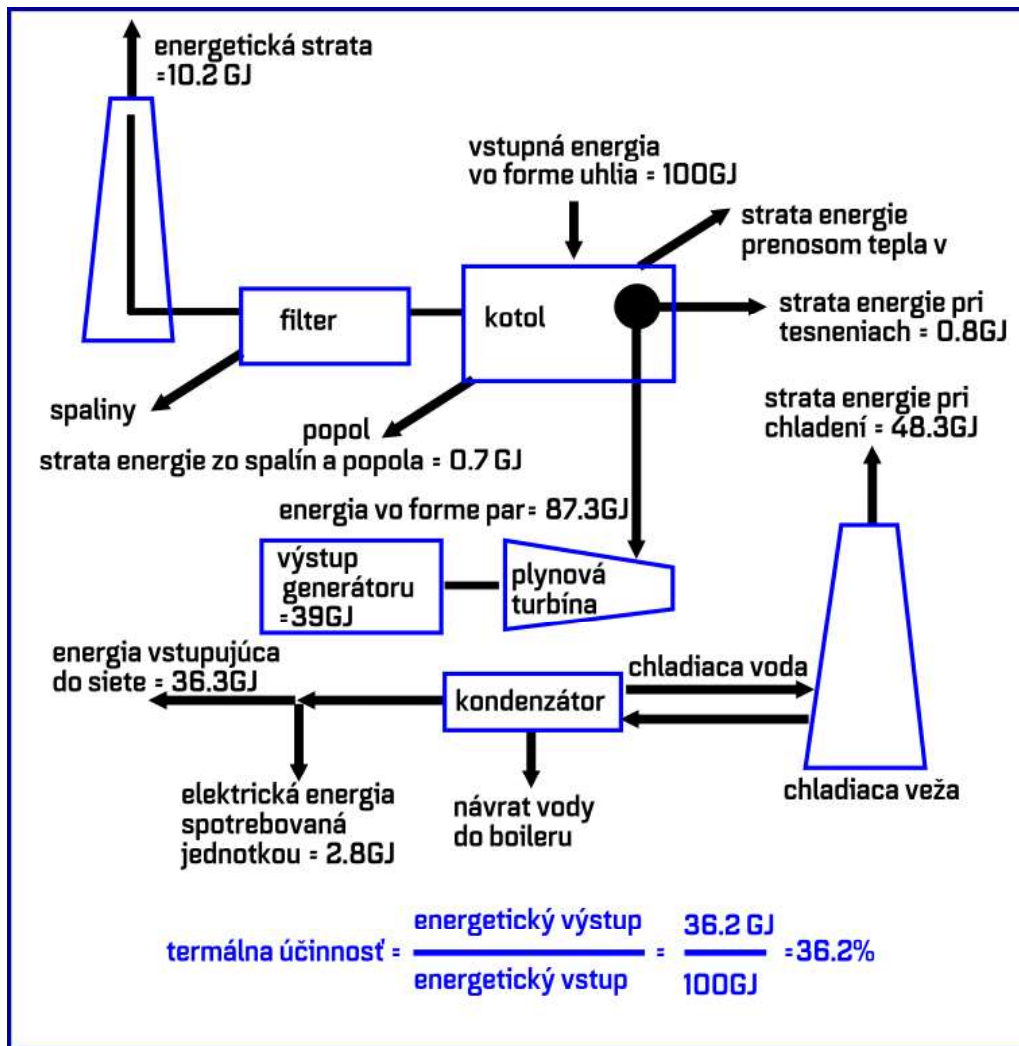 energetická strata
=10.2 GJ
vstupná energia
vo forme uhlia = 100GJ
strata energie
prenosom tepla v
filter
kotol
strata energie pri
tesneniach = 0.8GJ
spaliny
popol
strata energie zo spalín a popola = 0.7 GJ
strata energie pri
chladení = 48.3GJ
energia vo forme par= 87.3GJ
výstup
generátoru
=39GJ
plynová
turbína
energia vstupujúca
do siete = 36.3GJ
kondenzátor
chladiaca voda
elektrická energia
spotrebovaná
jednotkou = 2.8GJ
návrat vody
do boileru
chladiaca veža
termálna účinnosť = energetický výstup = 36.2 GJ =36.2%
energetický vstup 100GJ